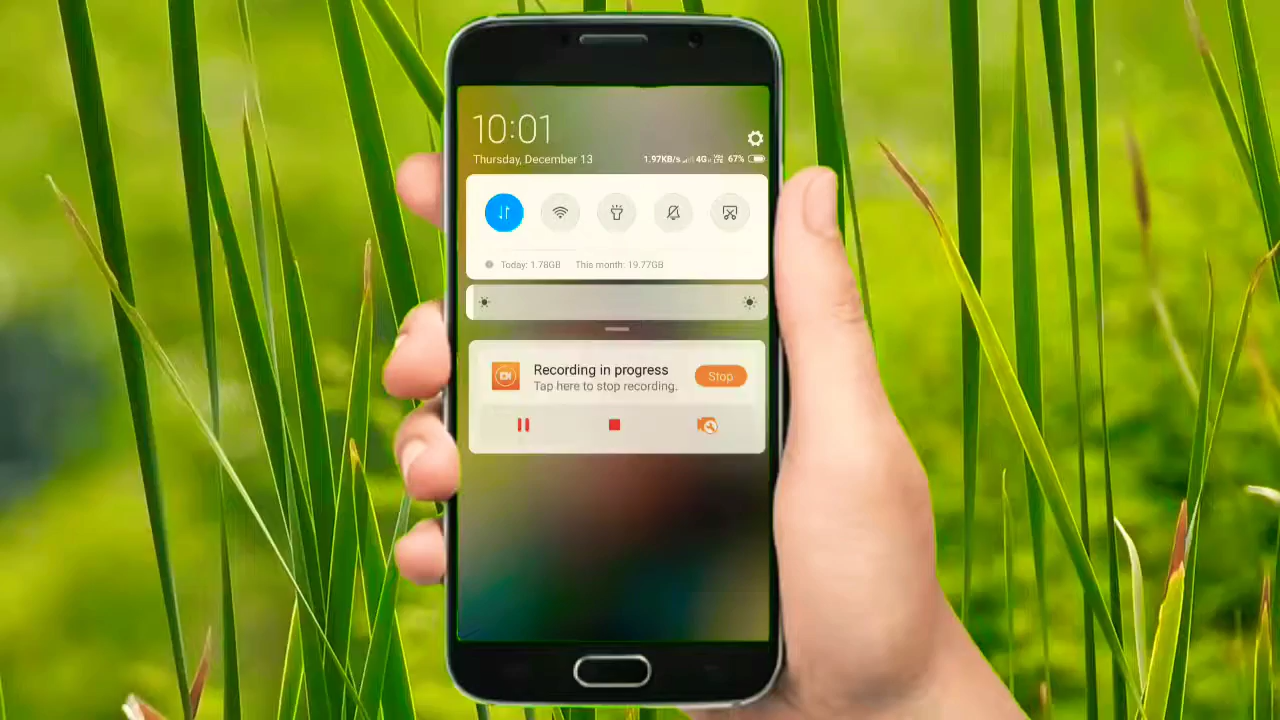 10:01
Thursday, December 13
1.97KB/s 4G 67%
Today: 1.78GB This month: 19.77GB
Recording in progress
Tap here to stop recording.
Stop